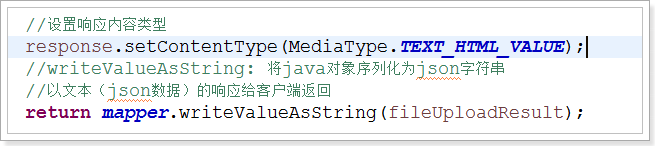 //设置响应内容类型
response.setContentType(MediaType.TEXT_HTML_VALUE);
//writeValueAsString: 将java对象序列化为json字符串
//以文本（json数据）的响应给客户端返回
return mapper.writeValueAsString(fileUploadResult);